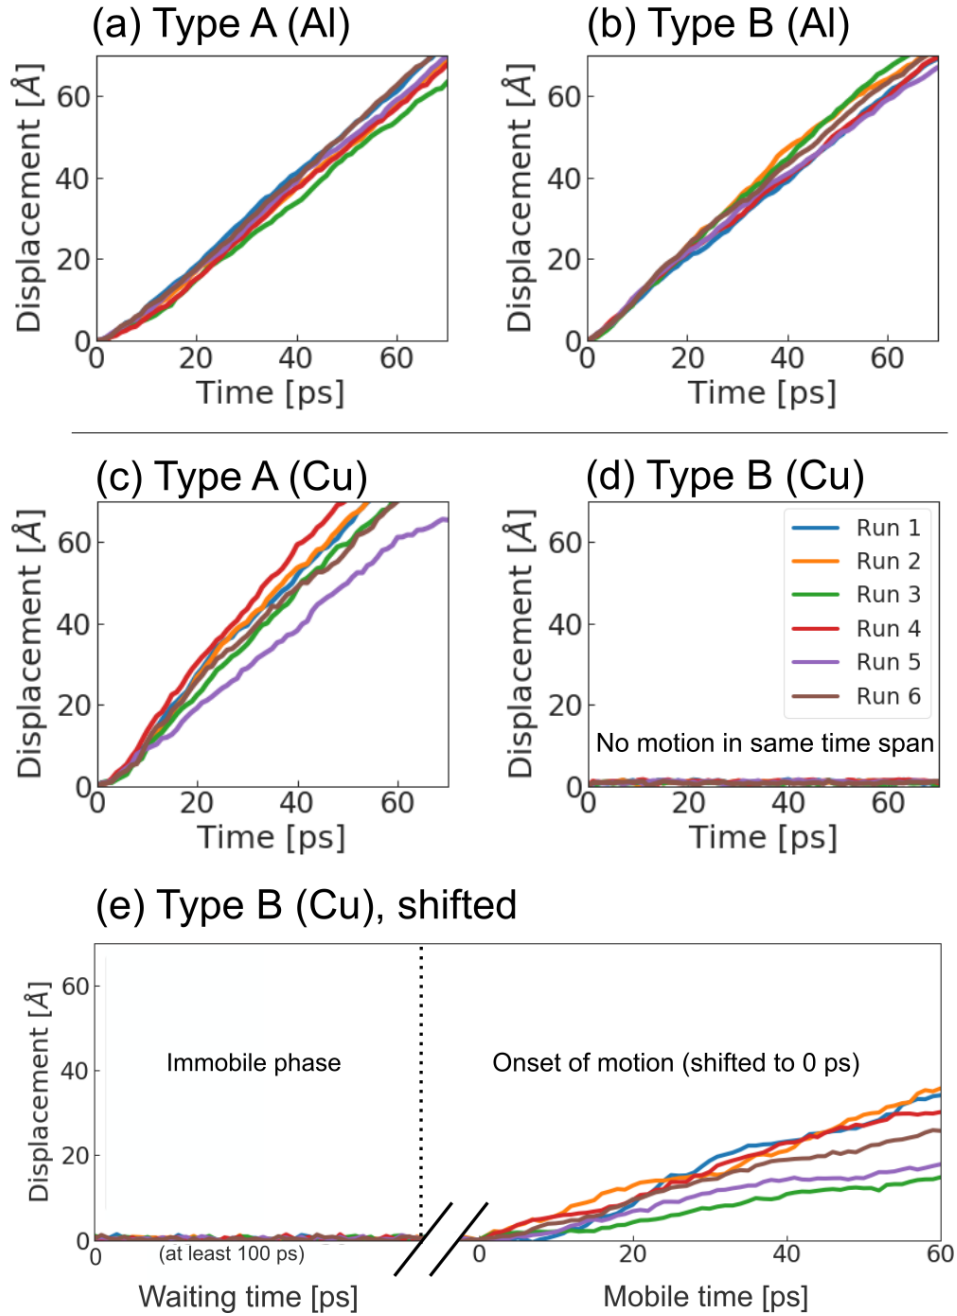 (a) Type A (Al)
(b) Type B (Al)
Displacement [Å]
60
40
20
0
0 20 40 60
Time [ps]
Displacement [Å]
60
40
20
0
0 20 40 60
Time [ps]
(c) Type A (Cu)
(d) Type B (Cu)
Displacement [Å]
60
40
20
0
0 20 40 60
Time [ps]
Displacement [Å]
60
40
20
0
Run 1
Run 2
Run 3
Run 4
Run 5
Run 6
No motion in same time span
0 20 40 60
Time [ps]
(e) Type B (Cu), shifted
Displacement [Å]
60
40
20
0
Immobile phase
Onset of motion (shifted to 0 ps)
0
(at least 100 ps)
0 20 40 60
Waiting time [ps]
Mobile time [ps]